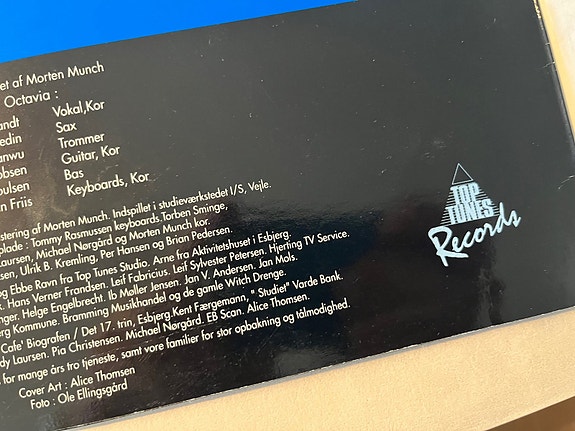 et af Morten Munch
Octavia :
andt Vokal,Kor
edin Sax
anwu Trommer
obsen Guitar, Kor
oulsen Bas
n Friis Keyboards, Kor
stering af Morten Munch. Indspillet i studieværkstedet I/S, Vejle.
plade : Tommy Rasmussen keyboards.Torben Sminge,
Laursen, Michael Nørgård og Morten Munch kor.
sen, Ulrik B. Kremling, Per Hansen og Brian Pedersen.
og Ebbe Ravn fra Top Tunes Studio. Arne fra Aktivitetshuset i Esbjerg.
. Hans Verner Frandsen. Leif Fabricius. Leif Sylvester Petersen. Hjerting TV Service.
nger. Helge Engelbrecht. Ib Møller Jensen. Jan V. Andersen. Jan Mols.
erg Kommune. Bramming Musikhandel og de gamle Witch Drenge.
Cafe' Biografen / Det 17. trin, Esbjerg.Kent Færgemann, " Studiet" Varde Bank.
dy Laursen. Pia Christensen. Michael Nørgård. EB Scan. Alice Thomsen.
for mange års tro tjeneste, samt vore familier for stor opbakning og tålmodighed.
Cover Art : Alice Thomsen
Foto : Ole Ellingsgård
TOP
TUNES
Records